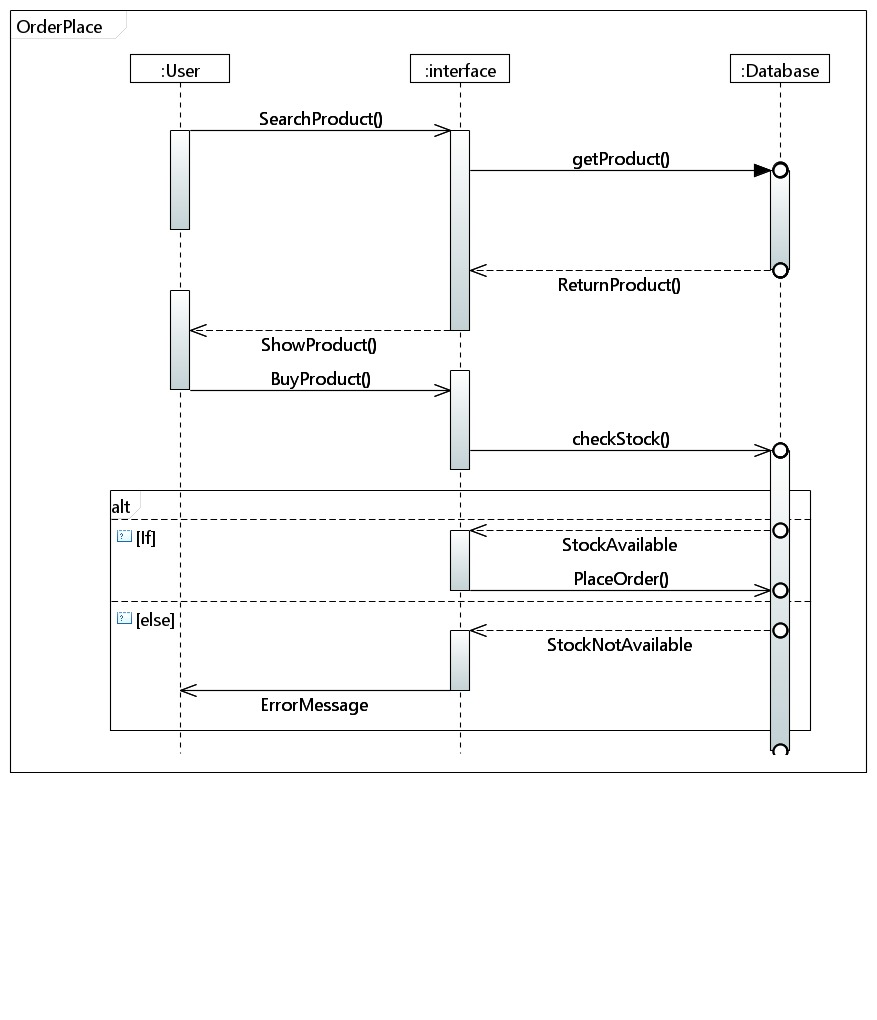 OrderPlace
:User
:interface
:Database
SearchProduct()
getProduct()
ReturnProduct()
ShowProduct()
BuyProduct()
checkStock()
alt
[If]
StockAvailable
PlaceOrder()
[else]
StockNotAvailable
ErrorMessage